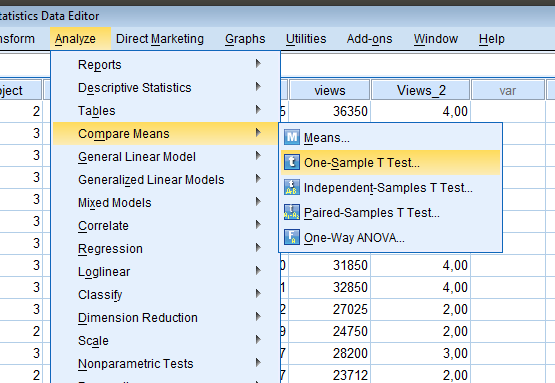 tatistics Data Editor
nsform Analyze Direct Marketing Graphs Utilities Add-ons Window Help
Reports
Descriptive Statistics
Tables
Compare Means
General Linear Model
Generalized Linear Models
Mixed Models
Correlate
Regression
Loglinear
Classify
Dimension Reduction
Scale
Nonparametric Tests
Means...
One-Sample T Test...
Independent-Samples T Test...
Paired-Samples T Test...
One-Way ANOVA...
oject views Views_2 var
2 5 36350 4,00
3
3
3
3
3
3
3 0 31850 4,00
3 1 32850 4,00
3 2 27025 2,00
2 9 24750 2,00
3 7 28200 3,00
2 7 23712 2,00